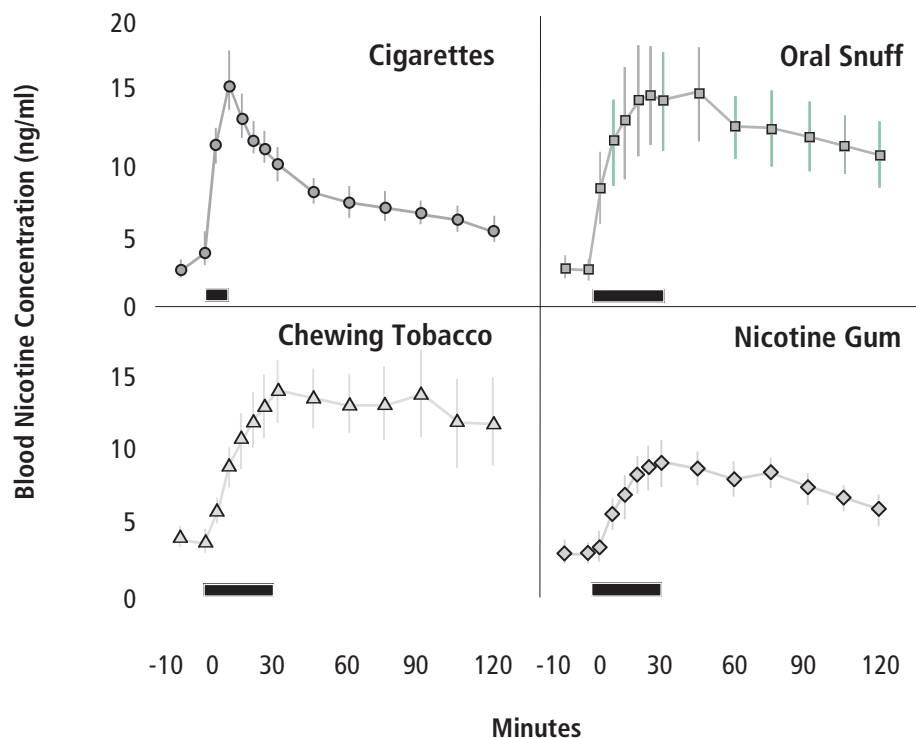 Blood Nicotine Concentration (ng/ml)
20
15
10
5
0
Cigarettes
Oral Snuff
15
10
5
0
Chewing Tobacco
Nicotine Gum
-10 0 30 60 90 120
-10 0 30 60 90 120
Minutes